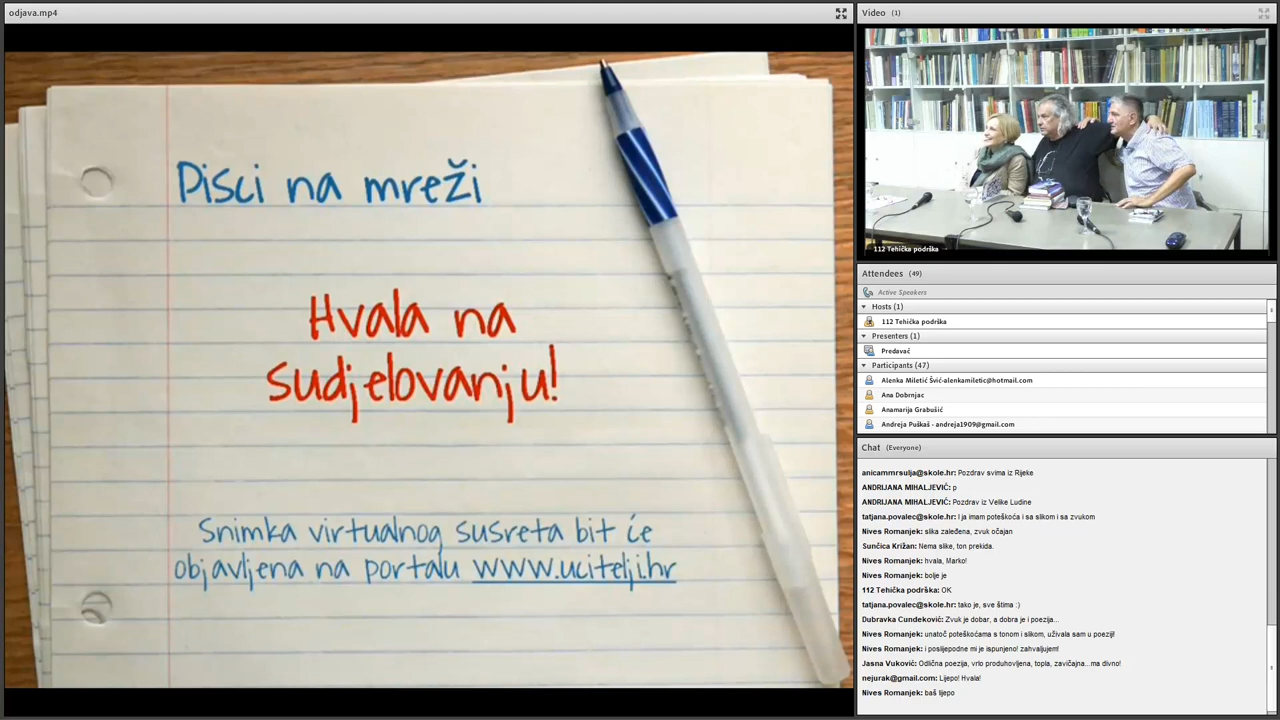 odjava.mp4
Pisci na mreži
Hvala na
sudjelovanju!
Snimka virtualnog susreta bit će
objavljena na portalu www.ucitelji.hr
Video (1)
112 Tehička podrška
Attendees (49)
Active Speakers
Hosts (1)
112 Tehička podrška
Presenters (1)
Predavač
Participants (47)
Alenka Miletić Švić-alenkamiletic@hotmail.com
Ana Dobrnjac
Anamarija Grabušić
Andreja Puškaš - andreja1909@gmail.com
Chat (Everyone)
anicammrsulja@skole.hr: Pozdrav svima iz Rijeke
ANDRIJANA MIHALJEVIĆ: p
ANDRIJANA MIHALJEVIĆ: Pozdrav iz Velike Ludine
tatjana.povalec@skole.hr: I ja imam poteškoća i sa slikom i sa zvukom
Nives Romanjek: slika zaleđena, zvuk očajan
Sunčica Križan: Nema slike, ton prekida.
Nives Romanjek: hvala, Marko!
Nives Romanjek: bolje je
112 Tehička podrška: OK
tatjana.povalec@skole.hr: tako je, sve štima :)
Dubravka Cundeković: Zvuk je dobar, a dobra je i poezija...
Nives Romanjek: unatoč poteškoćama s tonom i slikom, uživala sam u poeziji!
Nives Romanjek: i poslijepodne mi je ispunjeno! zahvaljujem!
Jasna Vuković: Odlična poezija, vrlo produhovljena, topla, zavičajna...ma divno!
nejurak@gmail.com: Lijepo! Hvala!
Nives Romanjek: baš lijepo